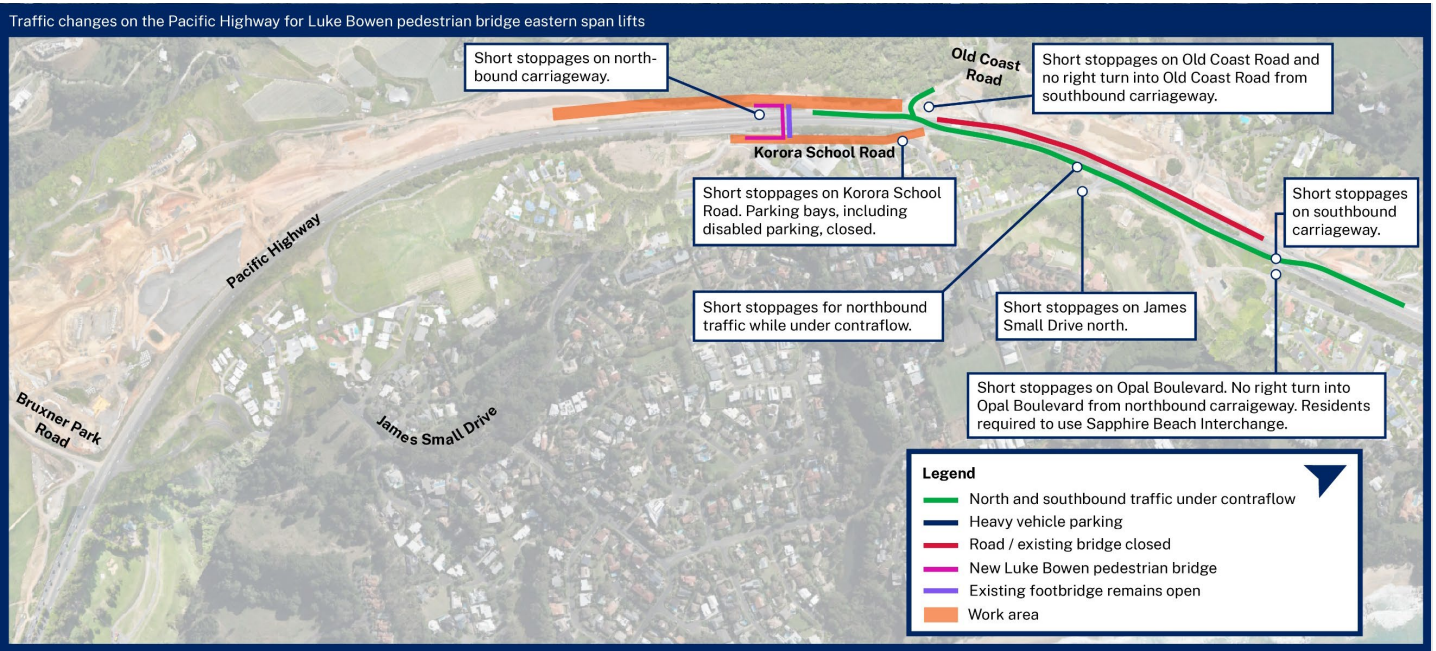 Traffic changes on the Pacific Highway for Luke Bowen pedestrian bridge eastern span lifts
Short stoppages on north-
bound carriageway.
Old Coast
Road
Short stoppages on Old Coast Road and
no right turn into Old Coast Road from
southbound carriageway.
Korora School Road
Short stoppages on Korora School
Road. Parking bays, including
disabled parking, closed.
Short stoppages
on southbound
carriageway.
Pacific Highway
Short stoppages for northbound
traffic while under contraflow.
Short stoppages on James
Small Drive north.
Short stoppages on Opal Boulevard. No right turn into
Opal Boulevard from northbound carraigeway. Residents
required to use Sapphire Beach Interchange.
Bruxner Park
Road
James Small Drive
Legend
North and southbound traffic under contraflow
Heavy vehicle parking
Road / existing bridge closed
New Luke Bowen pedestrian bridge
Existing footbridge remains open
Work area